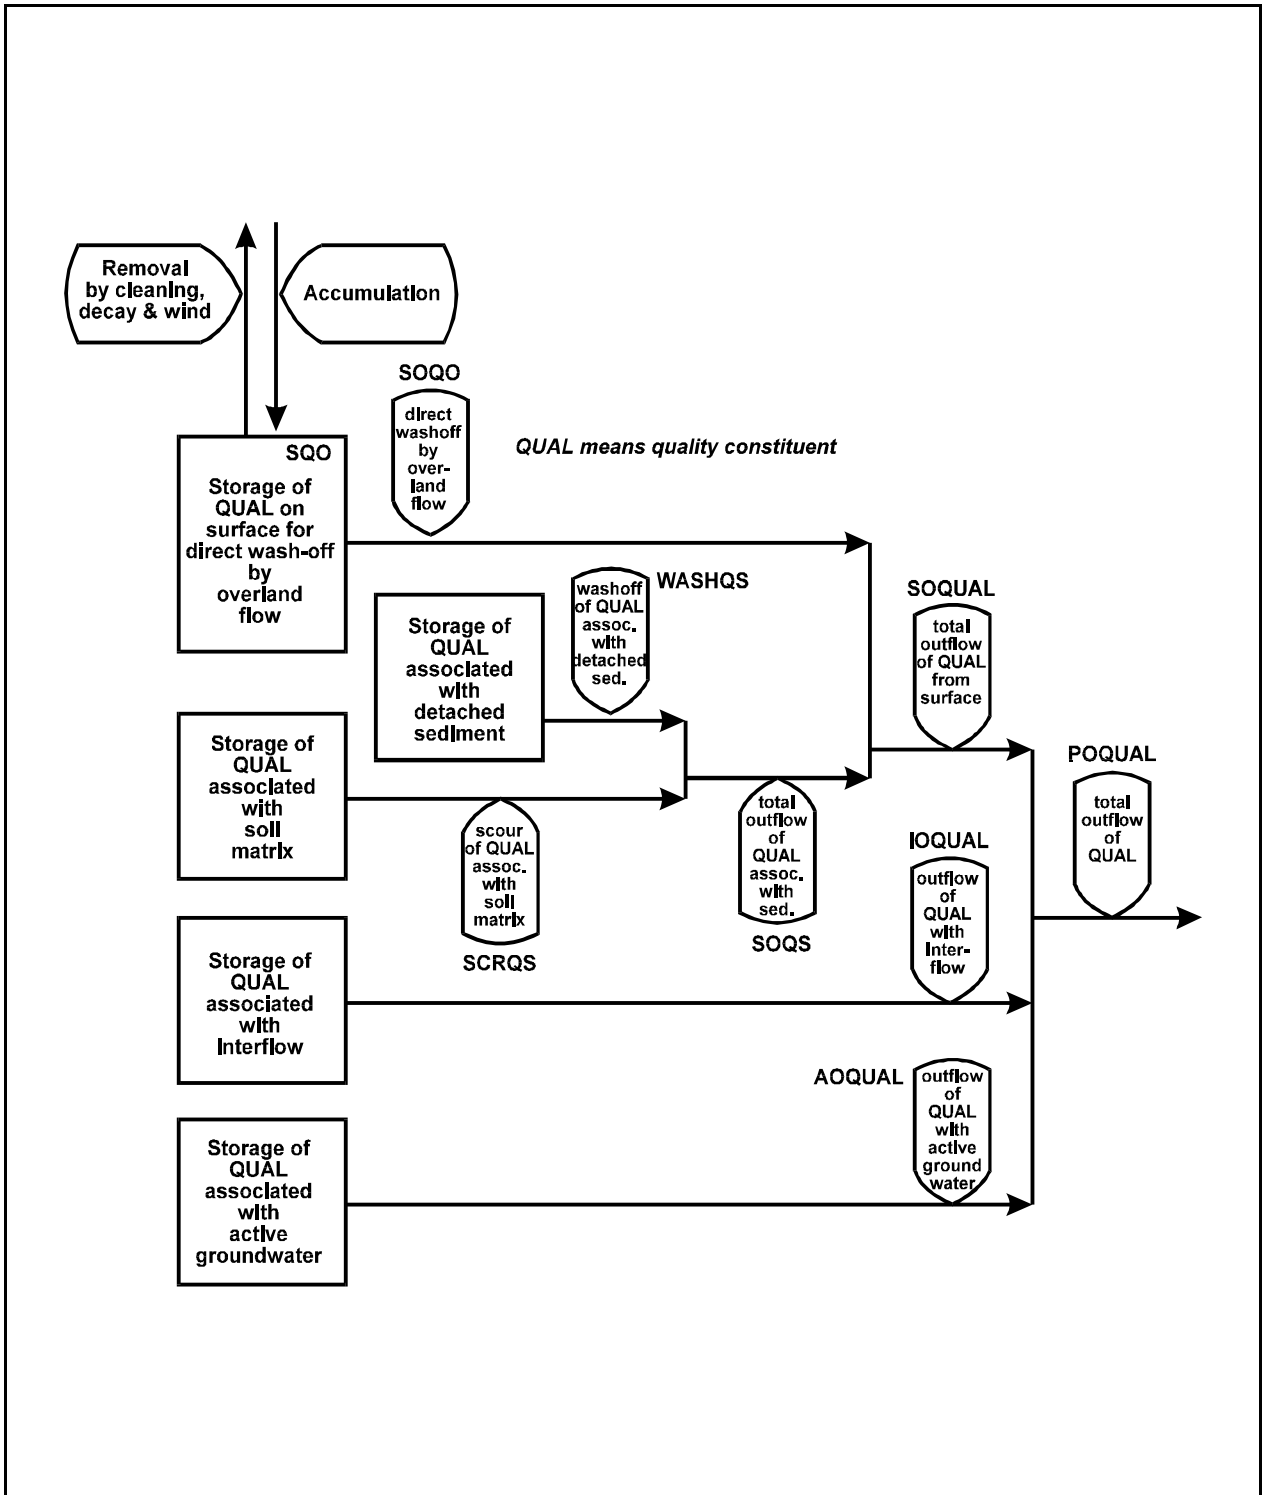 Removal
by cleaning,
decay & wind
Accumulation
SOQO
direct
washoff
by
over-
land
flow
QUAL means quality constituent
SQO
Storage of
QUAL on
surface for
direct wash-off
by
overland
flow
WASHQS
washoff
of QUAL
assoc.
with
detached
sed.
Storage of
QUAL
associated
with
detached
sediment
SOQUAL
total
outflow
of QUAL
from
surface
Storage of
QUAL
associated
with
soil
matrix
scour
of QUAL
assoc.
with
soil
matrix
SCRQS
total
outflow
of
QUAL
assoc.
with
sed.
SOQS
POQUAL
total
outflow
of
QUAL
IOQUAL
outflow
of
QUAL
with
Inter-
flow
Storage of
QUAL
associated
with
Interflow
AOQUAL
outflow
of
QUAL
with
active
ground
water
Storage of
QUAL
associated
with
active
groundwater